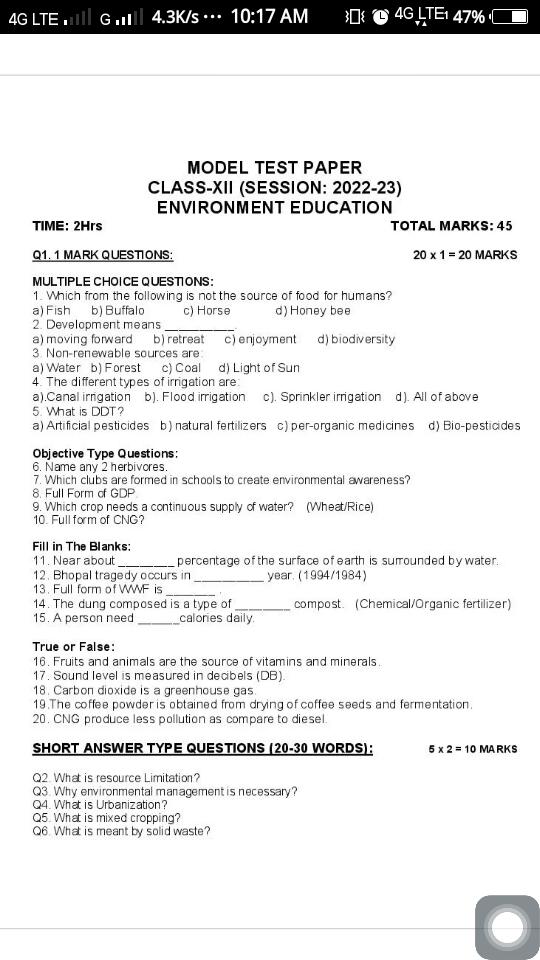 4G LTE G 4.3K/s ··· 10:17 AM 4G LTE1 47%
MODEL TEST PAPER
CLASS-XII (SESSION: 2022-23)
ENVIRONMENT EDUCATION
TIME: 2Hrs TOTAL MARKS: 45
Q1. 1 MARK QUESTIONS: 20 x 1 = 20 MARKS
MULTIPLE CHOICE QUESTIONS:
1. Which from the following is not the source of food for humans?
a) Fish b) Buffalo c) Horse d) Honey bee
2. Development means __________.
a) moving forward b) retreat c) enjoyment d) biodiversity
3. Non-renewable sources are:
a) Water b) Forest c) Coal d) Light of Sun
4. The different types of irrigation are:
a).Canal irrigation b). Flood irrigation c). Sprinkler irrigation d). All of above
5. What is DDT?
a) Artificial pesticides b) natural fertilizers c) per-organic medicines d) Bio-pesticides
Objective Type Questions:
6. Name any 2 herbivores.
7. Which clubs are formed in schools to create environmental awareness?
8. Full Form of GDP.
9. Which crop needs a continuous supply of water? (Wheat/Rice)
10. Full form of CNG?
Fill in The Blanks:
11. Near about ________ percentage of the surface of earth is surrounded by water.
12. Bhopal tragedy occurs in __________ year. (1994/1984)
13. Full form of WWF is _______ .
14. The dung composed is a type of ________ compost. (Chemical/Organic fertilizer)
15. A person need ______calories daily.
True or False:
16. Fruits and animals are the source of vitamins and minerals.
17. Sound level is measured in decibels (DB).
18. Carbon dioxide is a greenhouse gas.
19.The coffee powder is obtained from drying of coffee seeds and fermentation.
20. CNG produce less pollution as compare to diesel.
SHORT ANSWER TYPE QUESTIONS (20-30 WORDS): 5 x 2 = 10 MARKS
Q2. What is resource Limitation?
Q3. Why environmental management is necessary?
Q4. What is Urbanization?
Q5. What is mixed cropping?
Q6. What is meant by solid waste?